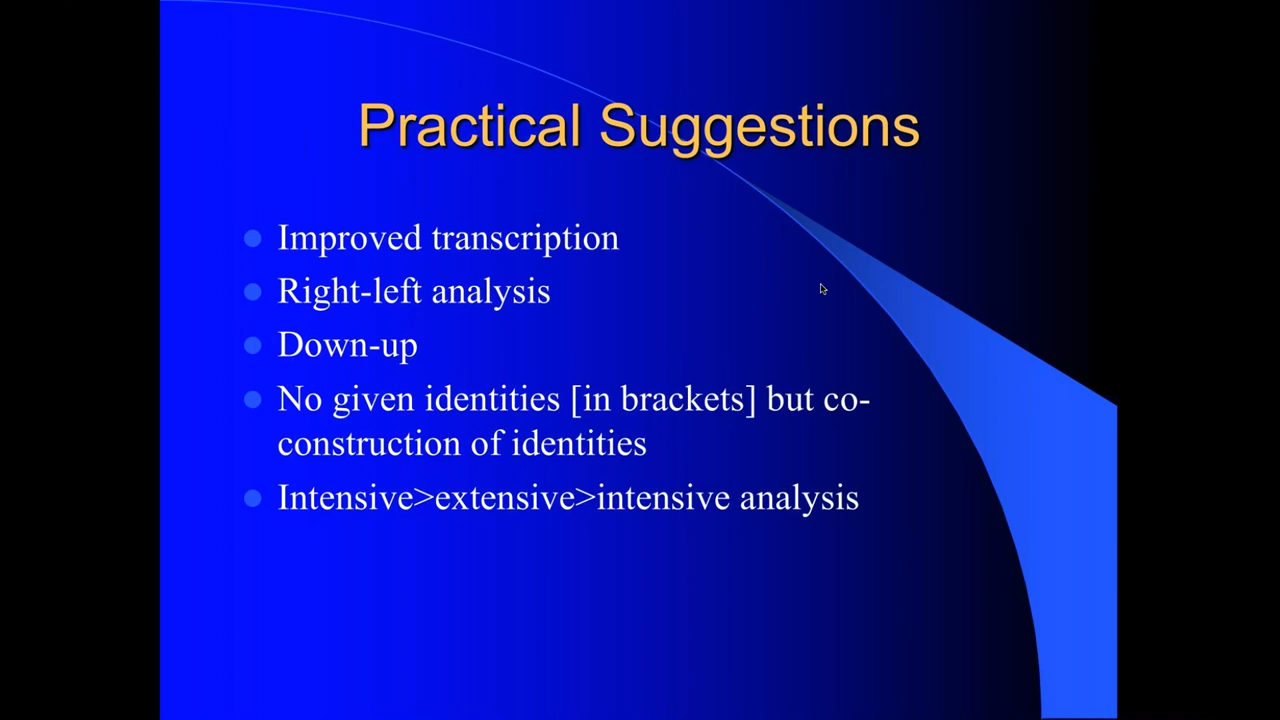 Practical Suggestions
Improved transcription
Right-left analysis
Down-up
No given identities [in brackets] but co-
construction of identities
Intensive>extensive>intensive analysis